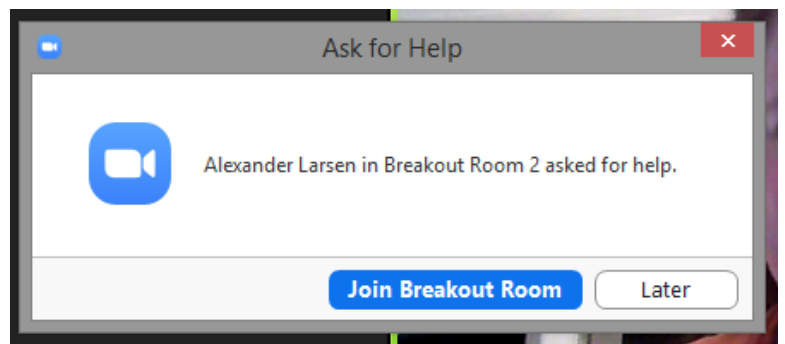 Ask for Help
Alexander Larsen in Breakout Room 2 asked for help.
Join Breakout Room
Later